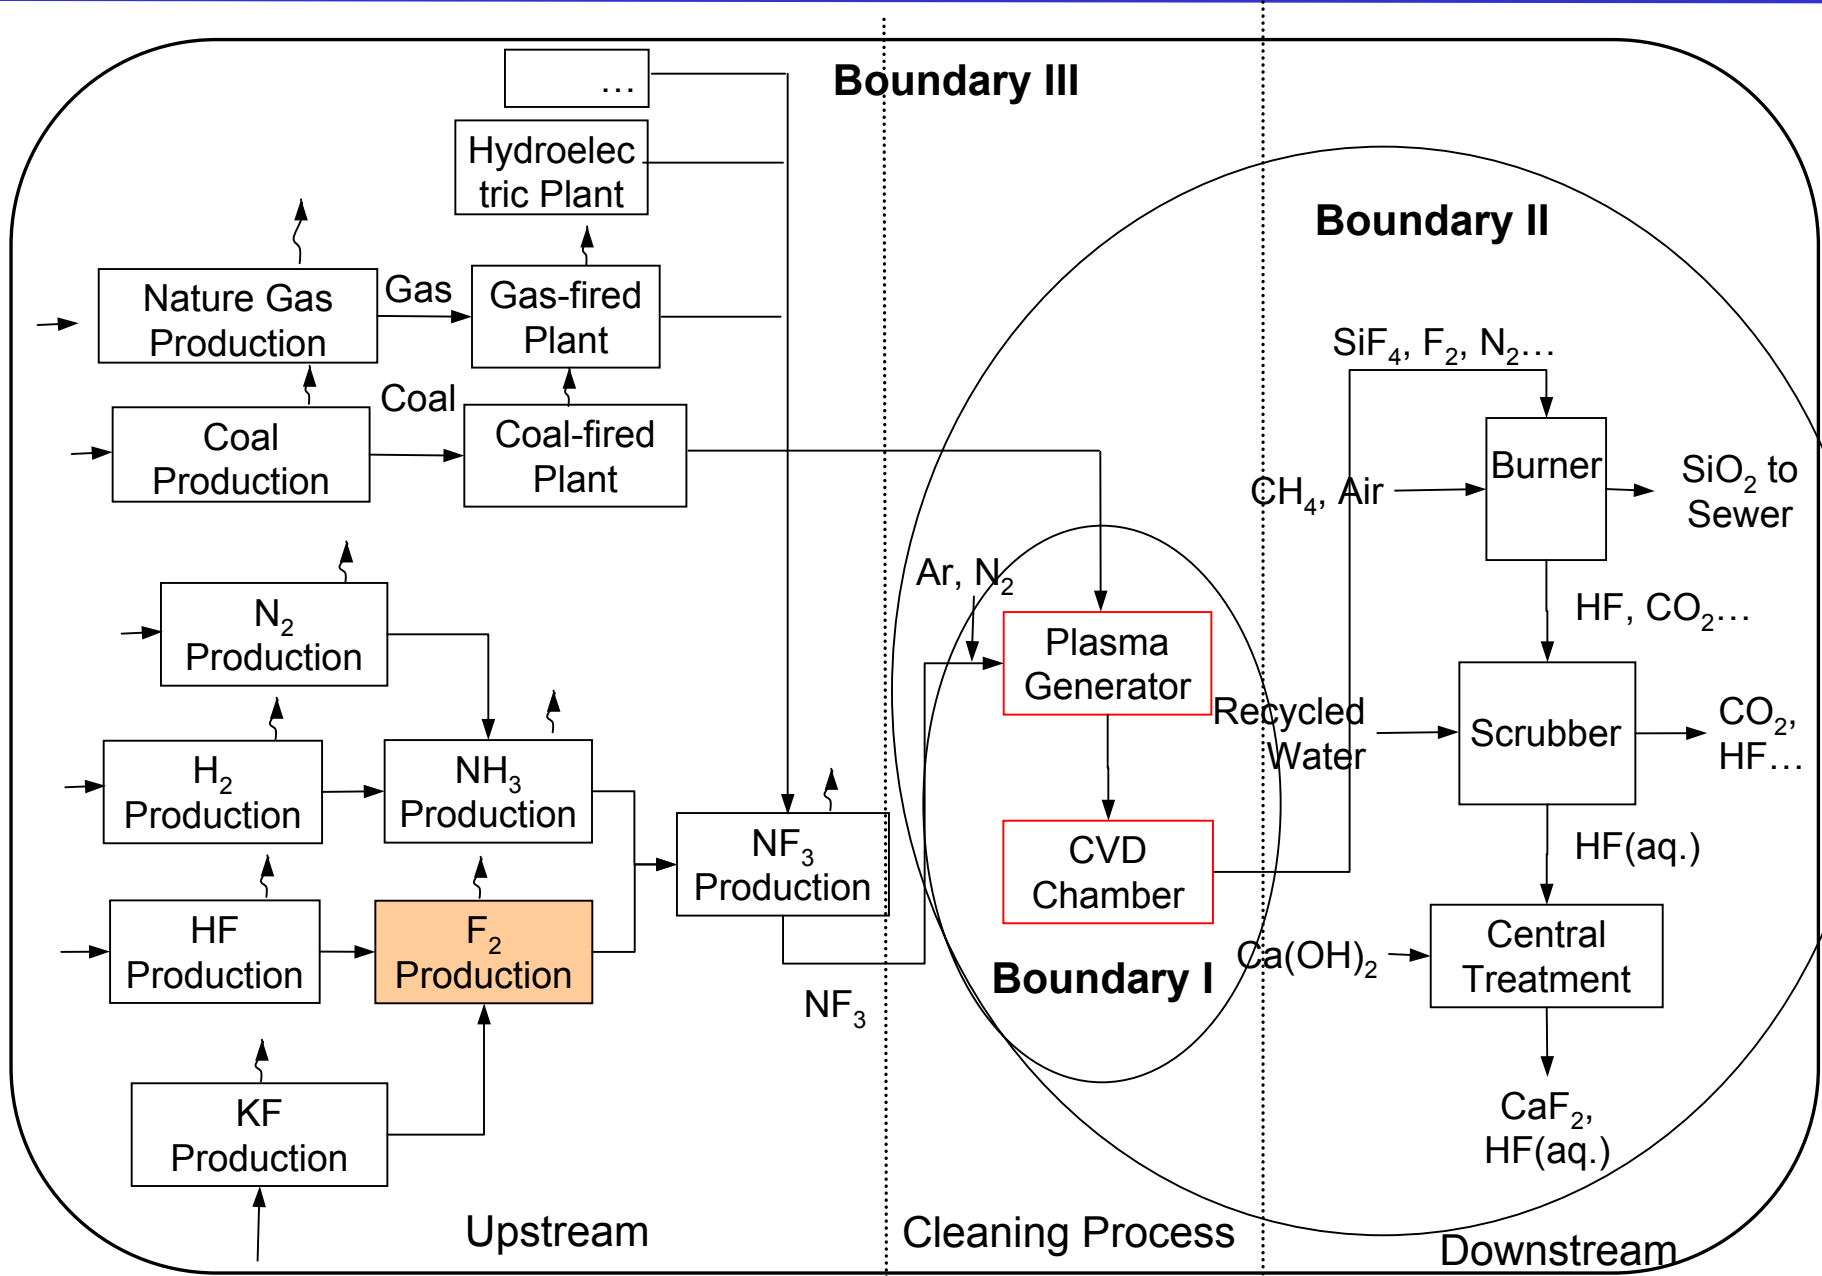 …
Boundary III
Hydroelec
tric Plant
Boundary II
Nature Gas
Production
Gas
Gas-fired
Plant
SiF₄, F₂, N₂…
Coal
Production
Coal
Coal-fired
Plant
Burner
CH₄, Air
SiO₂ to
Sewer
Ar, N₂
N₂
Production
HF, CO₂…
Plasma
Generator
Recycled
Water
Scrubber
CO₂,
HF…
H₂
Production
NH₃
Production
NF₃
Production
CVD
Chamber
HF(aq.)
HF
Production
F₂
Production
Boundary I
Ca(OH)₂
Central
Treatment
NF₃
KF
Production
CaF₂,
HF(aq.)
Upstream
Cleaning Process
Downstream